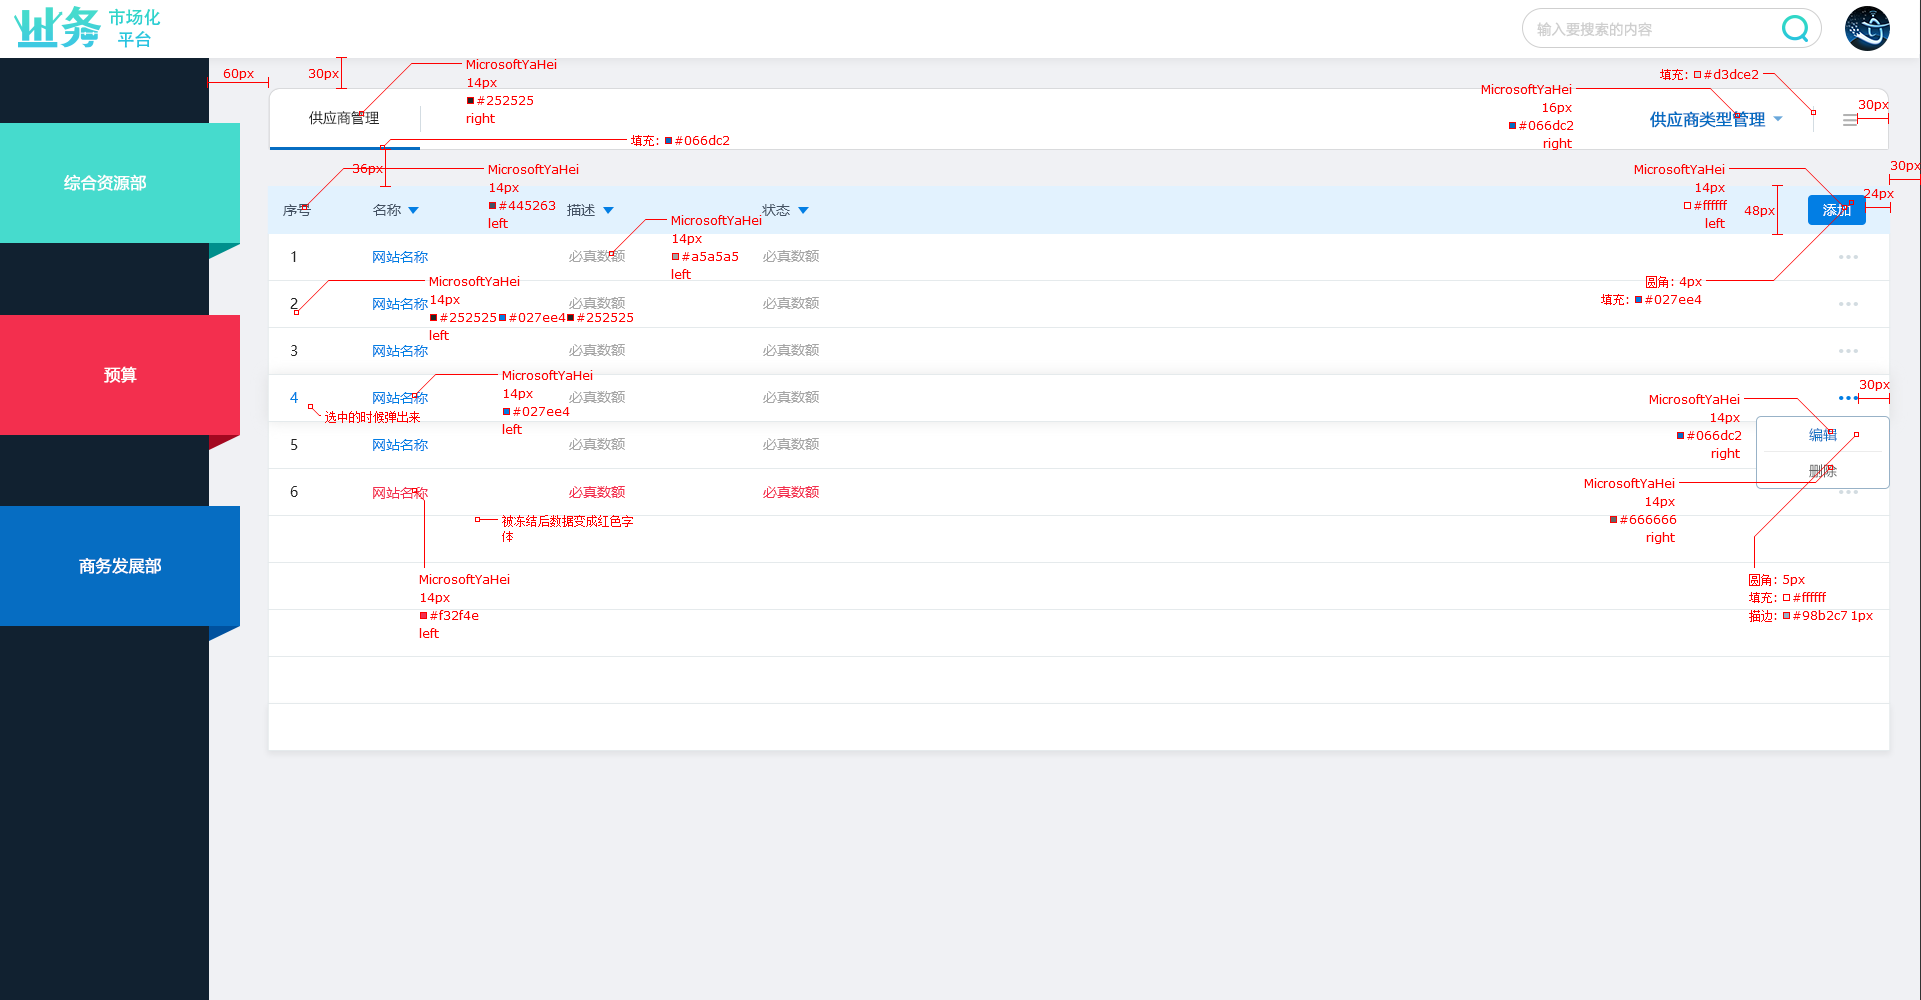 业务
市场化
平台
输入要搜索的内容
60px
30px
MicrosoftYaHei
14px
#252525
right
填充: #d3dce2
MicrosoftYaHei
16px
#066dc2
right
30px
供应商管理
供应商类型管理
填充: #066dc2
综合资源部
预算
商务发展部
36px
MicrosoftYaHei
14px
#445263
left
MicrosoftYaHei
14px
#ffffff
left
48px
30px
24px
序号
名称
描述
状态
添加
MicrosoftYaHei
14px
#a5a5a5
left
1
网站名称
必真数额
必真数额
MicrosoftYaHei
14px
#252525 #027ee4 #252525
left
圆角: 4px
填充: #027ee4
2
网站名称
必真数额
必真数额
3
网站名称
必真数额
必真数额
MicrosoftYaHei
14px
#027ee4
left
30px
4
网站名称
必真数额
必真数额
选中的时候弹出来
MicrosoftYaHei
14px
#066dc2
right
编辑
删除
5
网站名称
必真数额
必真数额
6
网站名称
必真数额
必真数额
MicrosoftYaHei
14px
#666666
right
被冻结后数据变成红色字
体
MicrosoftYaHei
14px
#f32f4e
left
圆角: 5px
填充: #ffffff
描边: #98b2c7 1px